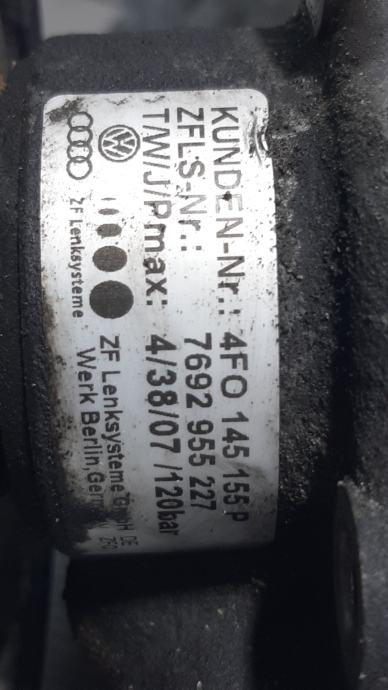 KUNDEN-Nr.: 4FO 145 155 P
ZFLS-Nr.: 7692 955 227
T/W/J/Pmax: 4/38/07 /120bar
ZF Lenksysteme
ZF Lenksysteme GmbH
Werk Berlin, Germany